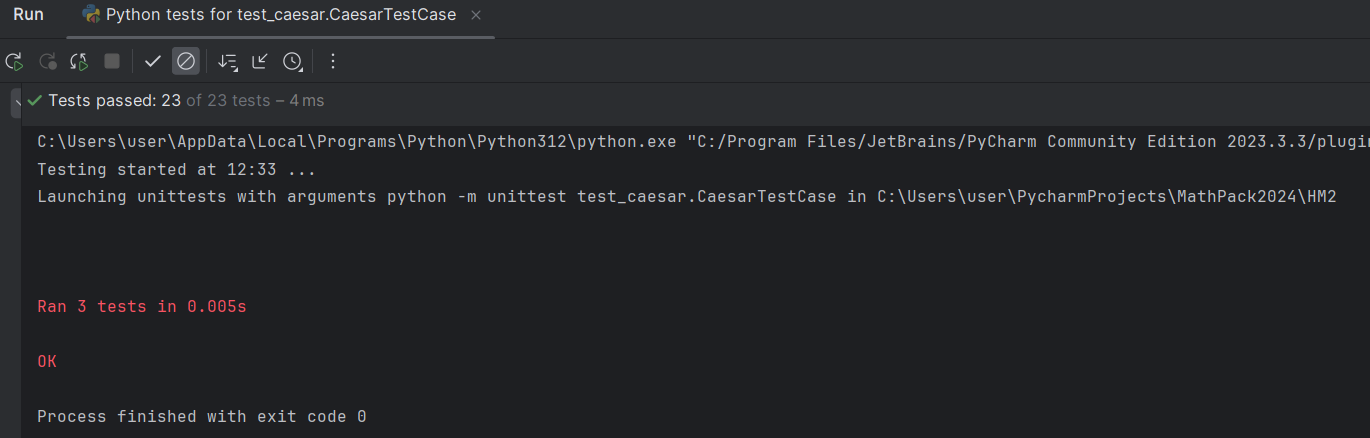 Run Python tests for test_caesar.CaesarTestCase
Tests passed: 23 of 23 tests – 4 ms
C:\Users\user\AppData\Local\Programs\Python\Python312\python.exe "C:/Program Files/JetBrains/PyCharm Community Edition 2023.3.3/plugin
Testing started at 12:33 ...
Launching unittests with arguments python -m unittest test_caesar.CaesarTestCase in C:\Users\user\PycharmProjects\MathPack2024\HM2
Ran 3 tests in 0.005s
OK
Process finished with exit code 0